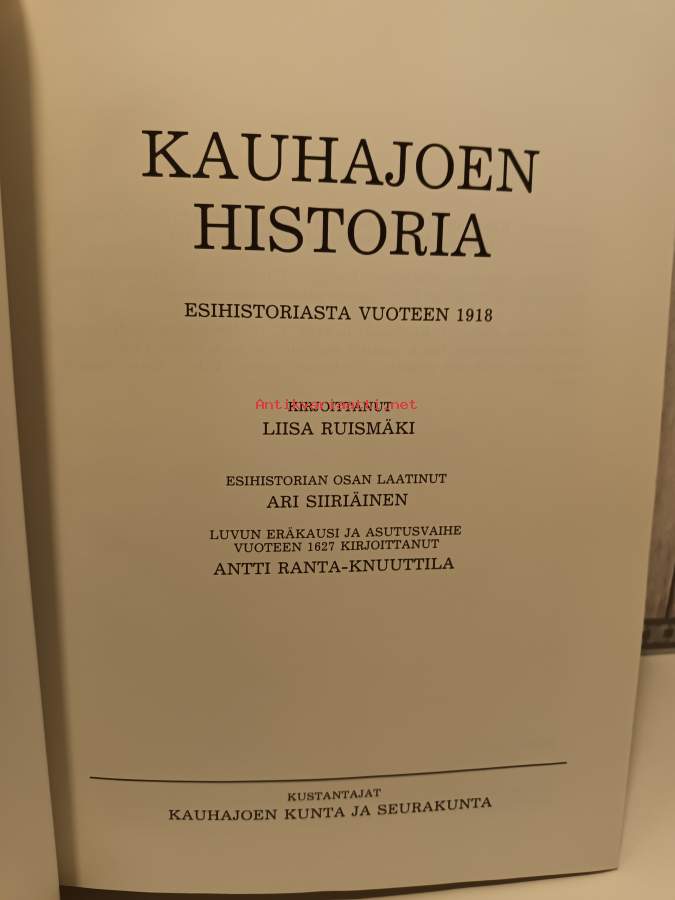 KAUHAJOEN
HISTORIA
ESIHISTORIASTA VUOTEEN 1918
Antikvariaatti.net
KIRJOITTANUT
LIISA RUISMÄKI
ESIHISTORIAN OSAN LAATINUT
ARI SIIRIÄINEN
LUVUN ERÄKAUSI JA ASUTUSVAIHE
VUOTEEN 1627 KIRJOITTANUT
ANTTI RANTA-KNUUTTILA
KUSTANTAJAT
KAUHAJOEN KUNTA JA SEURAKUNTA